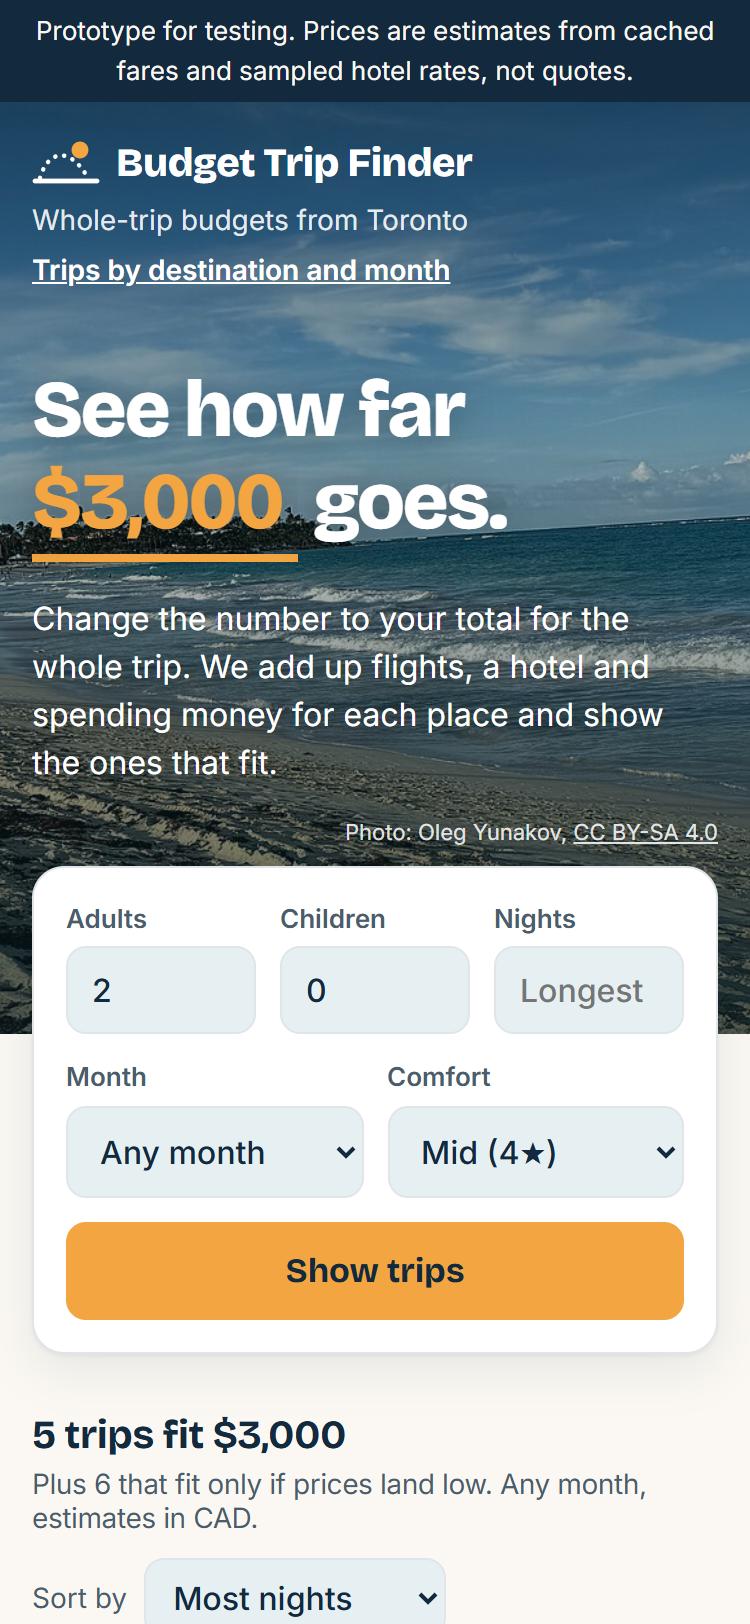 Prototype for testing. Prices are estimates from cached
fares and sampled hotel rates, not quotes.
Budget Trip Finder
Whole-trip budgets from Toronto
Trips by destination and month
See how far
$3,000 goes.
Change the number to your total for the
whole trip. We add up flights, a hotel and
spending money for each place and show
the ones that fit.
Photo: Oleg Yunakov, CC BY-SA 4.0
Adults Children Nights
2 0 Longest
Month Comfort
Any month Mid (4★)
Show trips
5 trips fit $3,000
Plus 6 that fit only if prices land low. Any month,
estimates in CAD.
Sort by Most nights